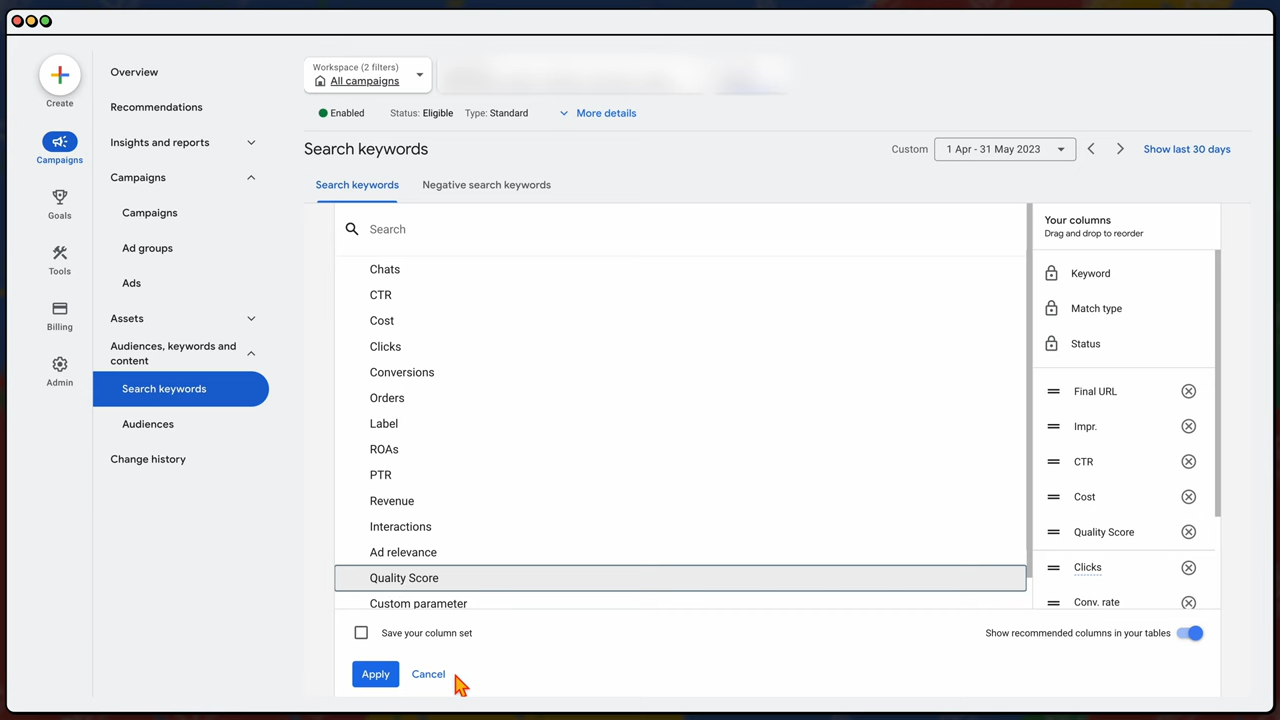 Create
Campaigns
Goals
Tools
Billing
Admin
Overview
Recommendations
Insights and reports
Campaigns
Campaigns
Ad groups
Ads
Assets
Audiences, keywords and
content
Search keywords
Audiences
Change history
Workspace (2 filters)
All campaigns
Enabled Status: Eligible Type: Standard More details
Search keywords
Custom 1 Apr - 31 May 2023 Show last 30 days
Search keywords Negative search keywords
Search
Chats
CTR
Cost
Clicks
Conversions
Orders
Label
ROAs
PTR
Revenue
Interactions
Ad relevance
Quality Score
Custom parameter
Your columns
Drag and drop to reorder
Keyword
Match type
Status
Final URL
Impr.
CTR
Cost
Quality Score
Clicks
Conv. rate
Save your column set
Show recommended columns in your tables
Apply Cancel